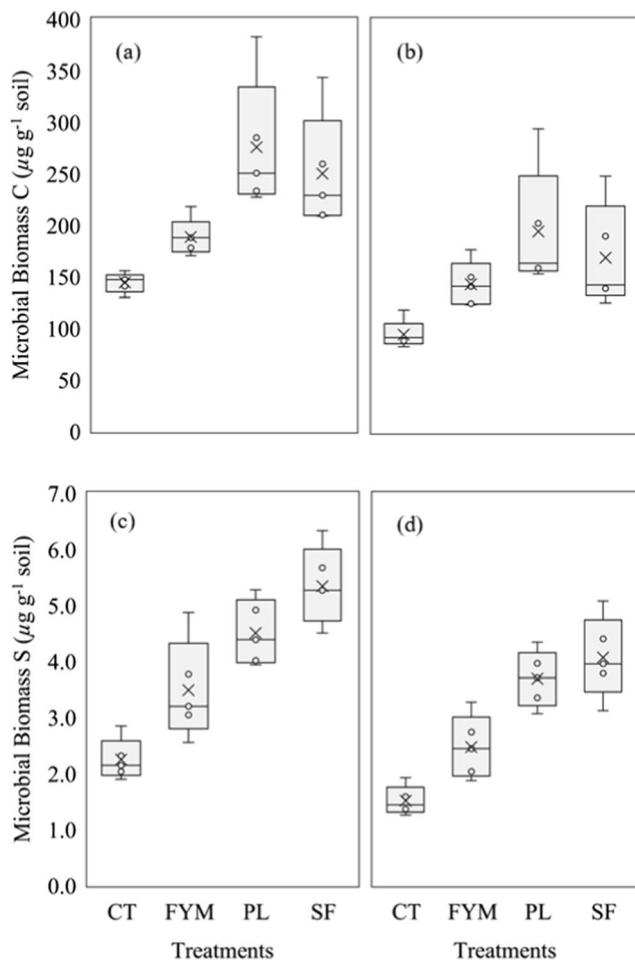 400
350
300
250
200
150
100
50
0
Microbial Biomass C (µg g⁻¹ soil)
(a)
(b)
7.0
6.0
5.0
4.0
3.0
2.0
1.0
0.0
Microbial Biomass S (µg g⁻¹ soil)
(c)
(d)
CT FYM PL SF CT FYM PL SF
Treatments Treatments